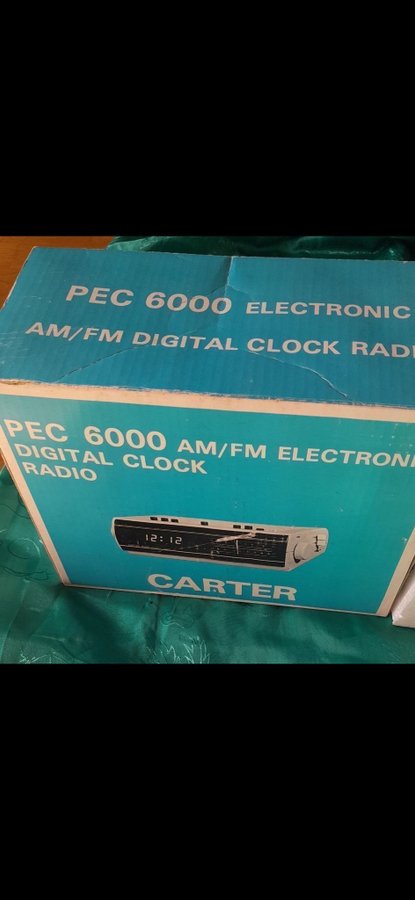 PEC 6000 ELECTRONIC
AM/FM DIGITAL CLOCK RADI
PEC 6000 AM/FM ELECTRONI
DIGITAL CLOCK
RADIO
12:12
CARTER